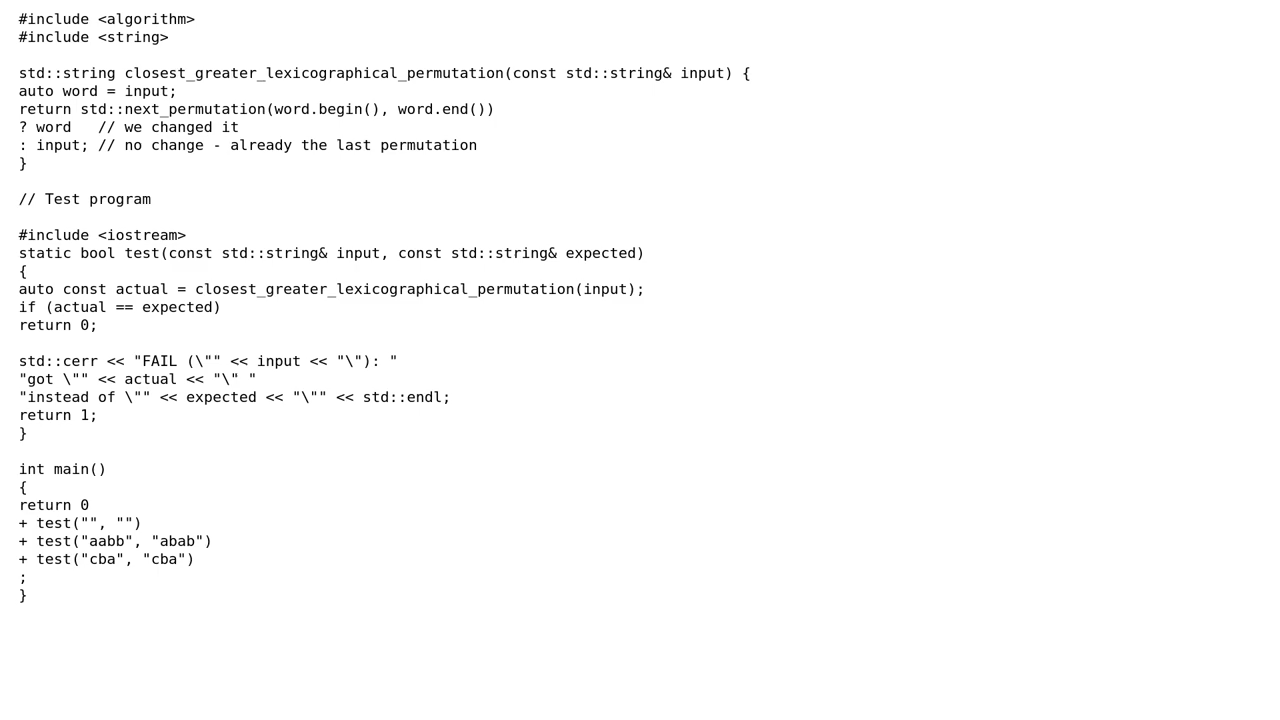 #include <algorithm>
#include <string>

std::string closest_greater_lexicographical_permutation(const std::string& input) {
auto word = input;
return std::next_permutation(word.begin(), word.end())
? word   // we changed it
: input; // no change - already the last permutation
}

// Test program

#include <iostream>
static bool test(const std::string& input, const std::string& expected)
{
auto const actual = closest_greater_lexicographical_permutation(input);
if (actual == expected)
return 0;

std::cerr << "FAIL (\"" << input << "\"): "
"got \"" << actual << "\" "
"instead of \"" << expected << "\"" << std::endl;
return 1;
}

int main()
{
return 0
+ test("", "")
+ test("aabb", "abab")
+ test("cba", "cba")
;
}